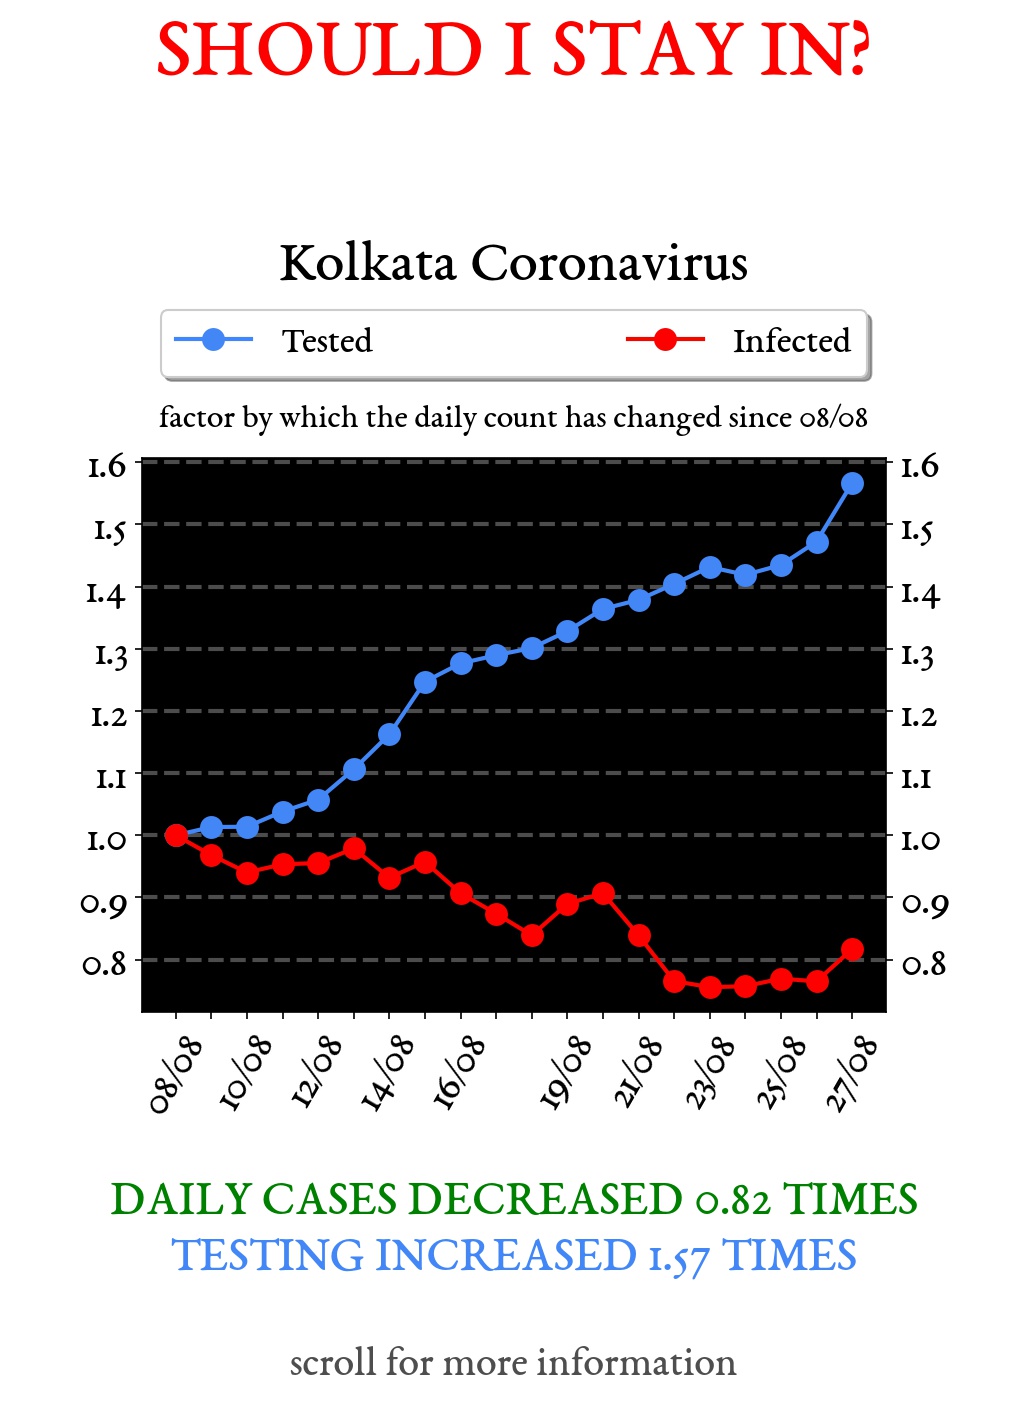 SHOULD I STAY IN?
Kolkata Coronavirus
Tested Infected
factor by which the daily count has changed since 08/08
1.6 1.6
1.5 1.5
1.4 1.4
1.3 1.3
1.2 1.2
1.1 1.1
1.0 1.0
0.9 0.9
0.8 0.8
08/08 10/08 12/08 14/08 16/08 19/08 21/08 23/08 25/08 27/08
DAILY CASES DECREASED 0.82 TIMES
TESTING INCREASED 1.57 TIMES
scroll for more information